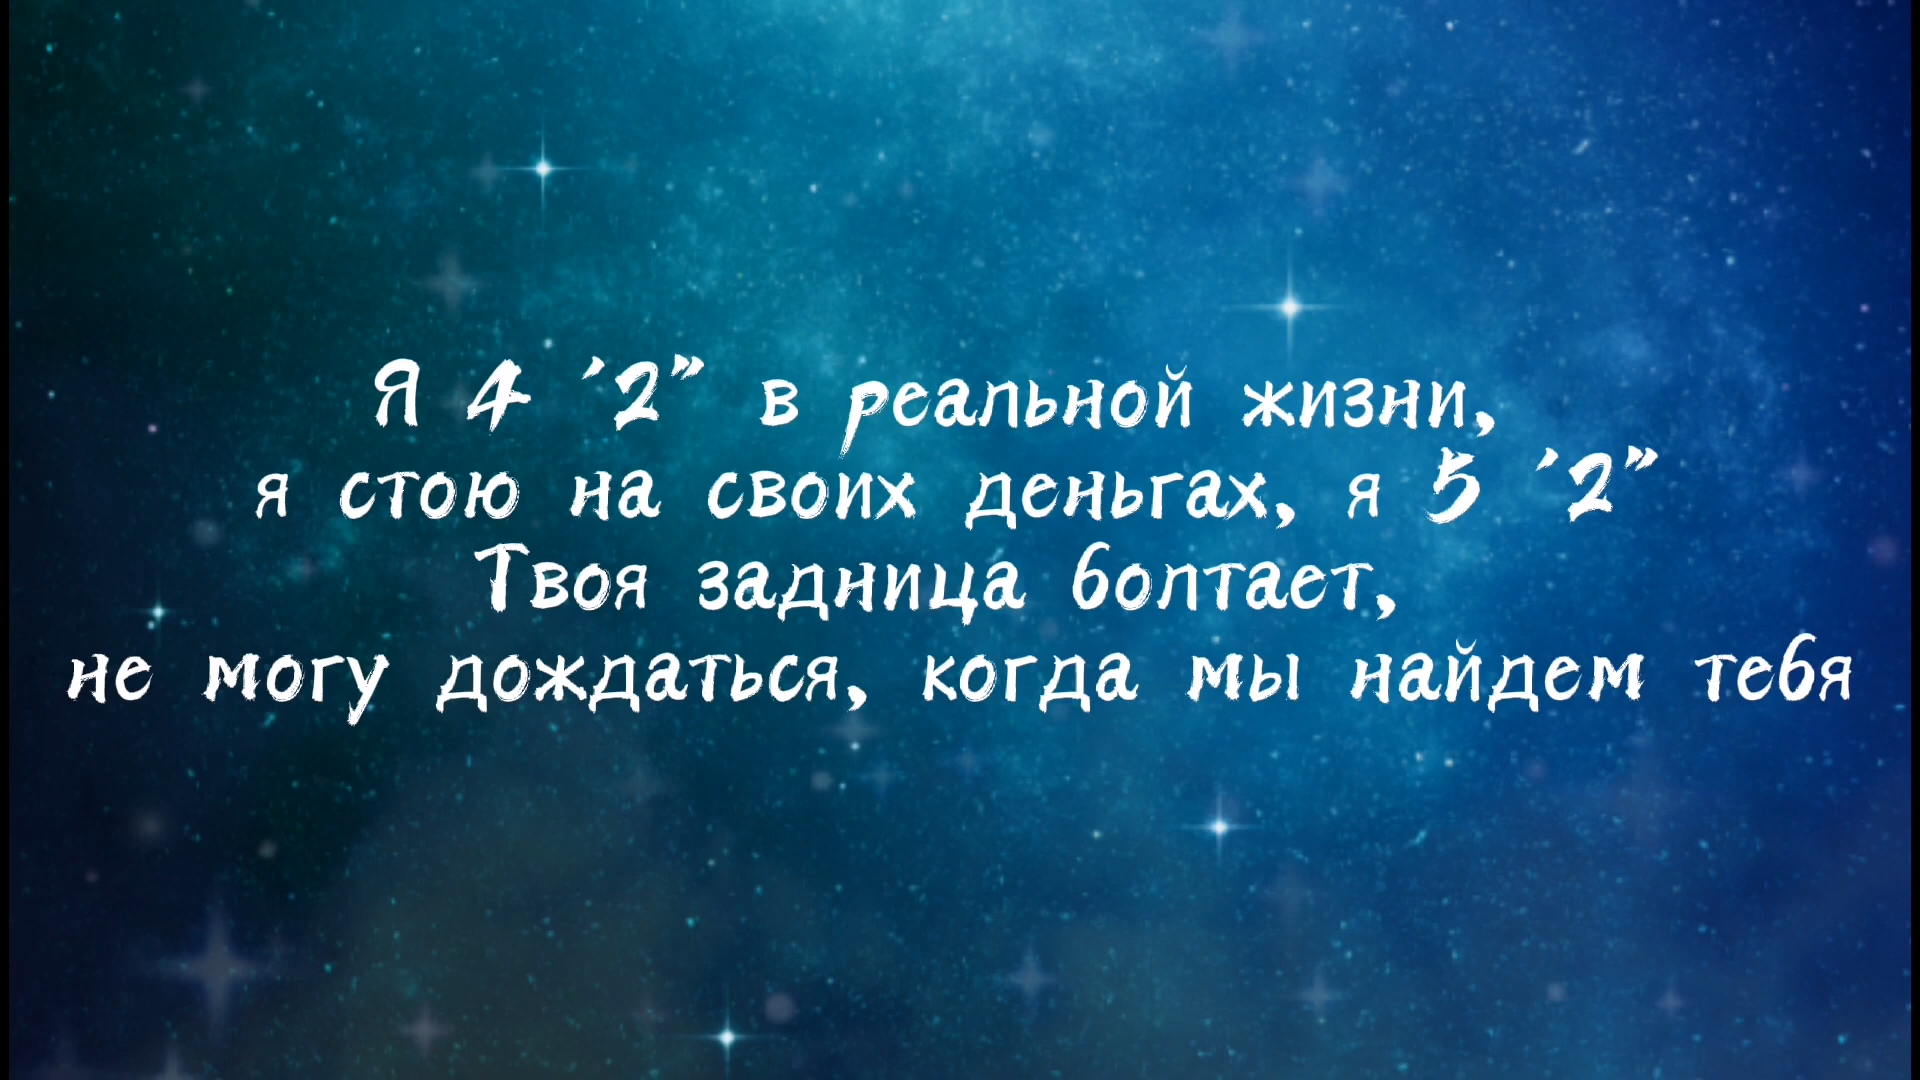 Я 4 '2" в реальной жизни,
я стою на своих деньгах, я 5 '2"
Твоя задница болтает,
не могу дождаться, когда мы найдем тебя